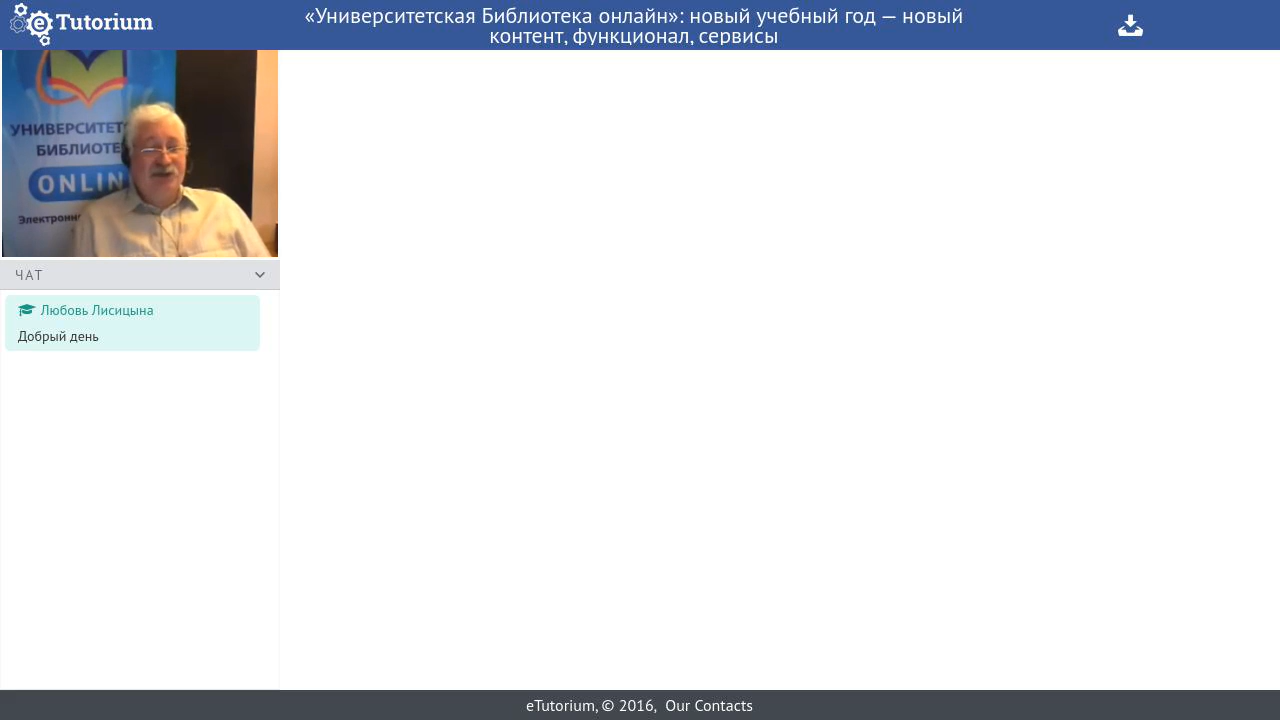 eTutorium
«Университетская Библиотека онлайн»: новый учебный год — новый
контент, функционал, сервисы
УНИВЕРСИТЕТ
БИБЛИОТЕ
ONLIN
Электронно
ЧАТ
Любовь Лисицына
Добрый день
eTutorium, © 2016, Our Contacts